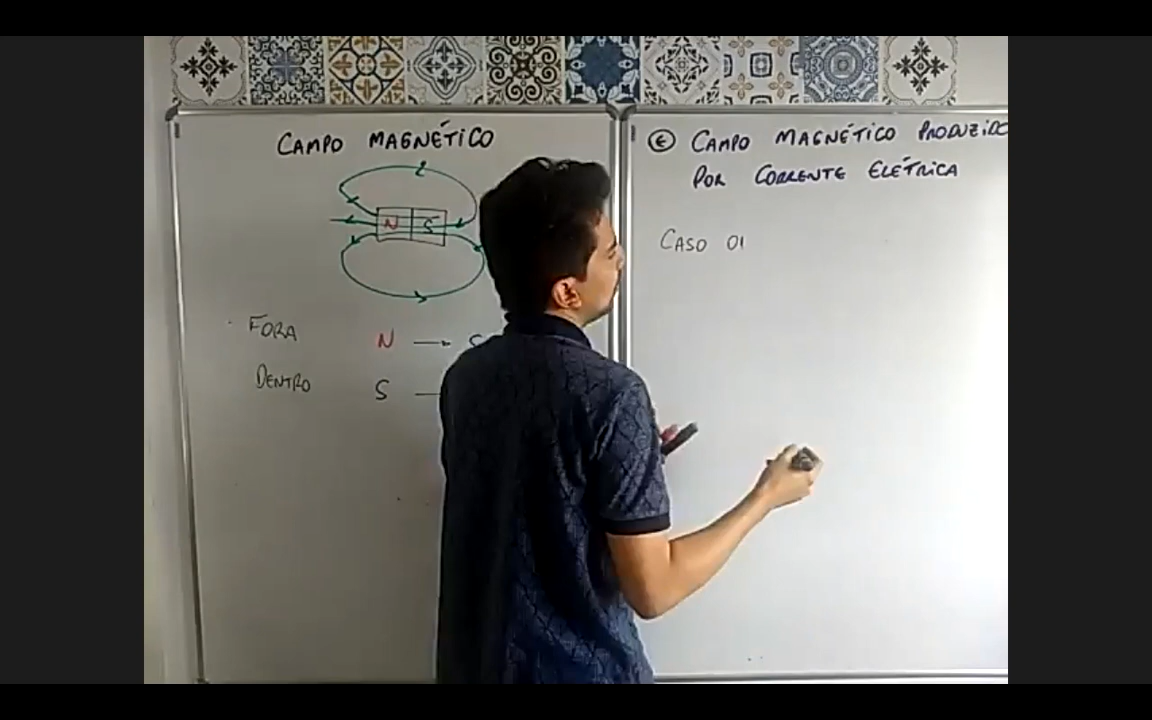 CAMPO MAGNÉTICO
N S
FORA N → S
DENTRO S →
E CAMPO MAGNÉTICO PRODUZIDO
POR CORRENTE ELÉTRICA
CASO 01